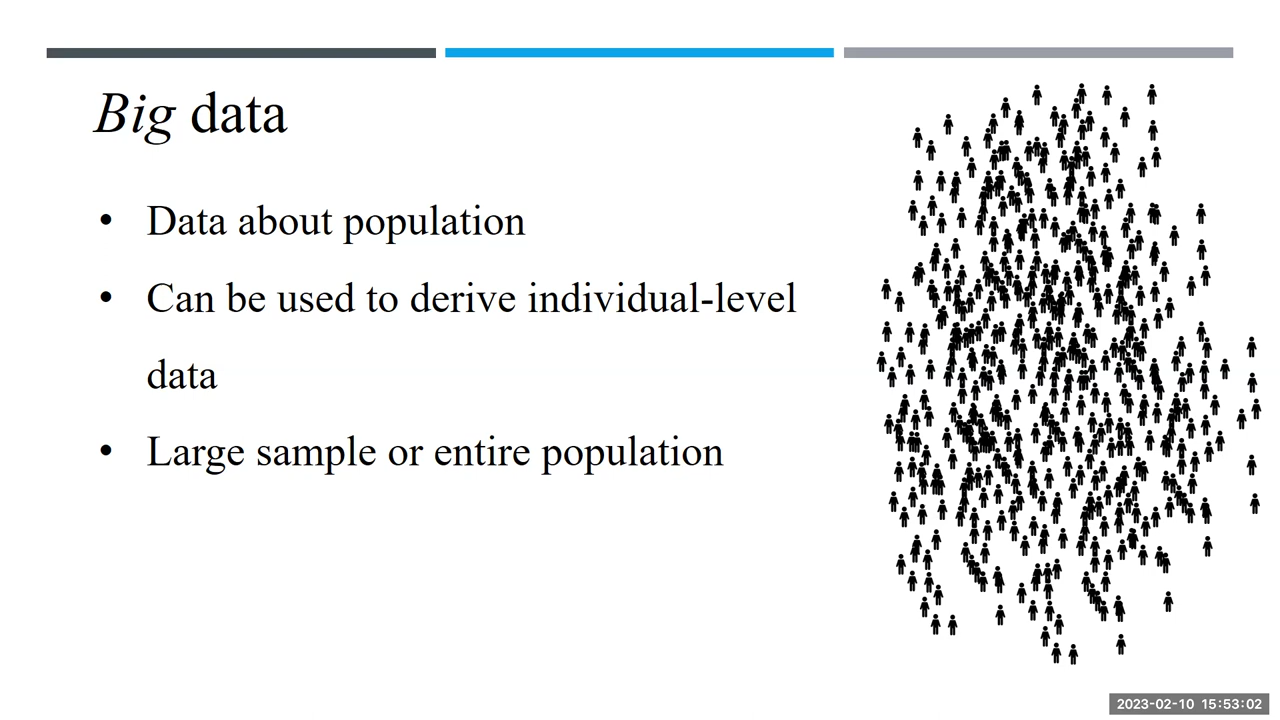 Big data
• Data about population
• Can be used to derive individual-level
data
• Large sample or entire population
2023-02-10 15:53:02